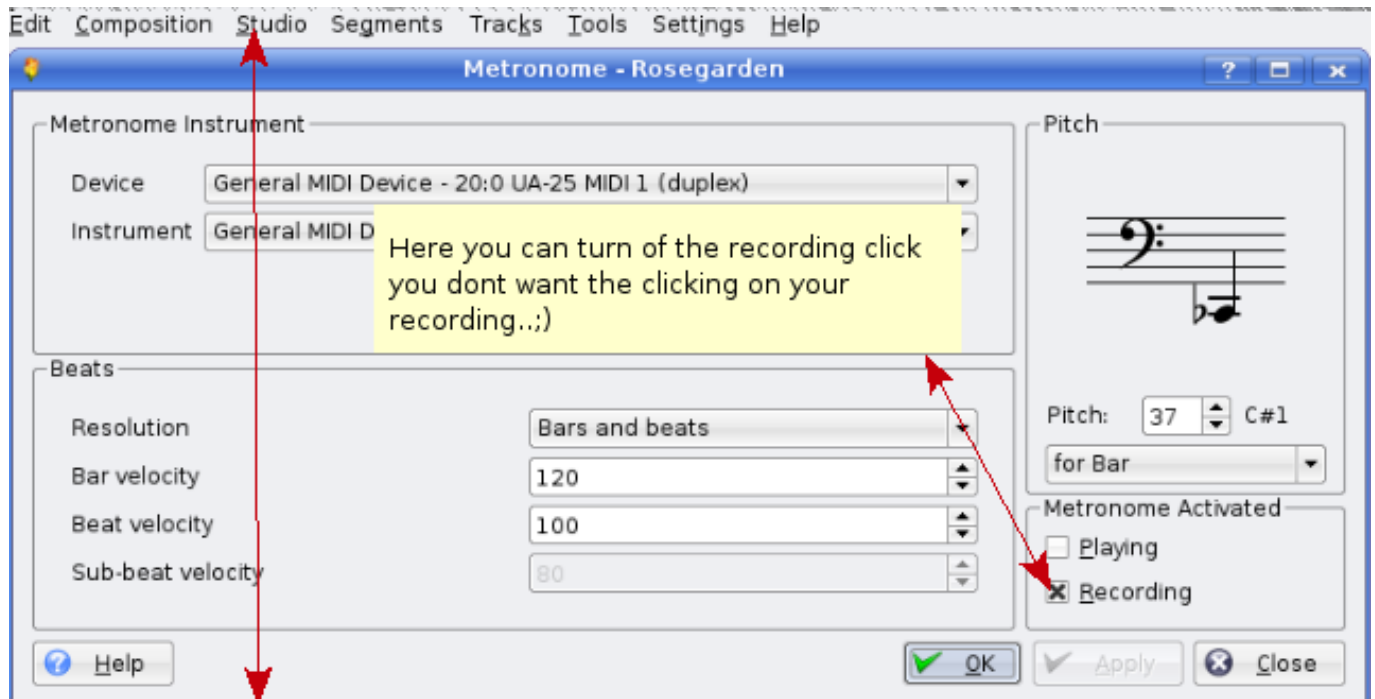 Edit Composition Studio Segments Tracks Tools Settings Help
Metronome - Rosegarden
Metronome Instrument
Device General MIDI Device - 20:0 UA-25 MIDI 1 (duplex)
Instrument General MIDI D
Here you can turn of the recording click
you dont want the clicking on your
recording..;)
Beats
Resolution Bars and beats
Bar velocity 120
Beat velocity 100
Sub-beat velocity 80
Pitch
Pitch: 37 C#1
for Bar
Metronome Activated
Playing
Recording
Help OK Apply Close